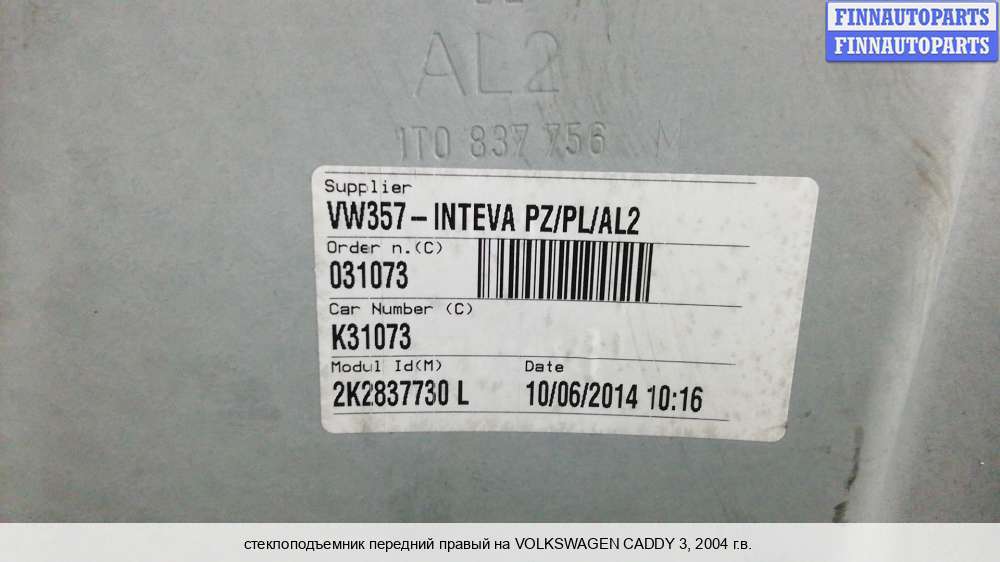 FINNAUTOPARTS
FINNAUTOPARTS
AL2
1T0 837 756 M
Supplier
VW357-INTEVA PZ/PL/AL2
Order n.(C)
031073
Car Number (C)
K31073
Modul Id(M) Date
2K2837730 L 10/06/2014 10:16
стеклоподъемник передний правый на VOLKSWAGEN CADDY 3, 2004 г.в.